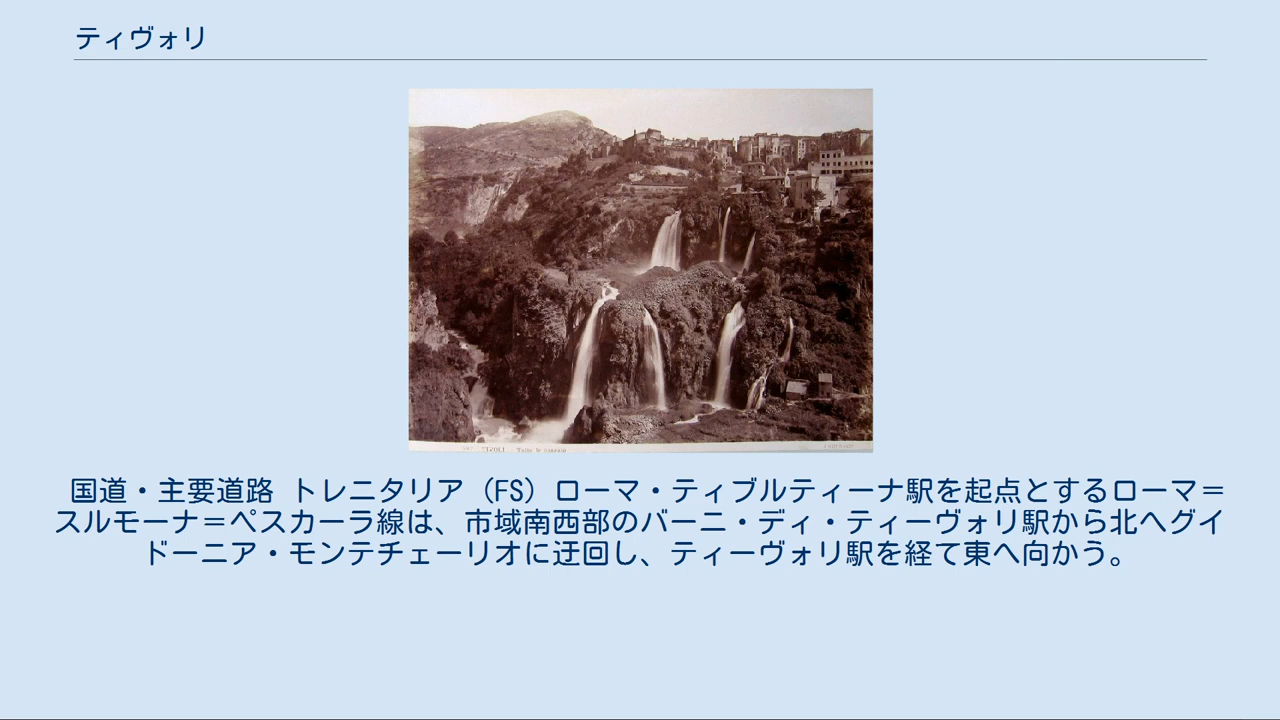 ティヴォリ
TIVOLI
国道・主要道路 トレニタリア（FS）ローマ・ティブルティーナ駅を起点とするローマ＝
スルモーナ＝ペスカーラ線は、市域南西部のバーニ・ディ・ティーヴォリ駅から北へグイ
ドーニア・モンテチェーリオに迂回し、ティーヴォリ駅を経て東へ向かう。